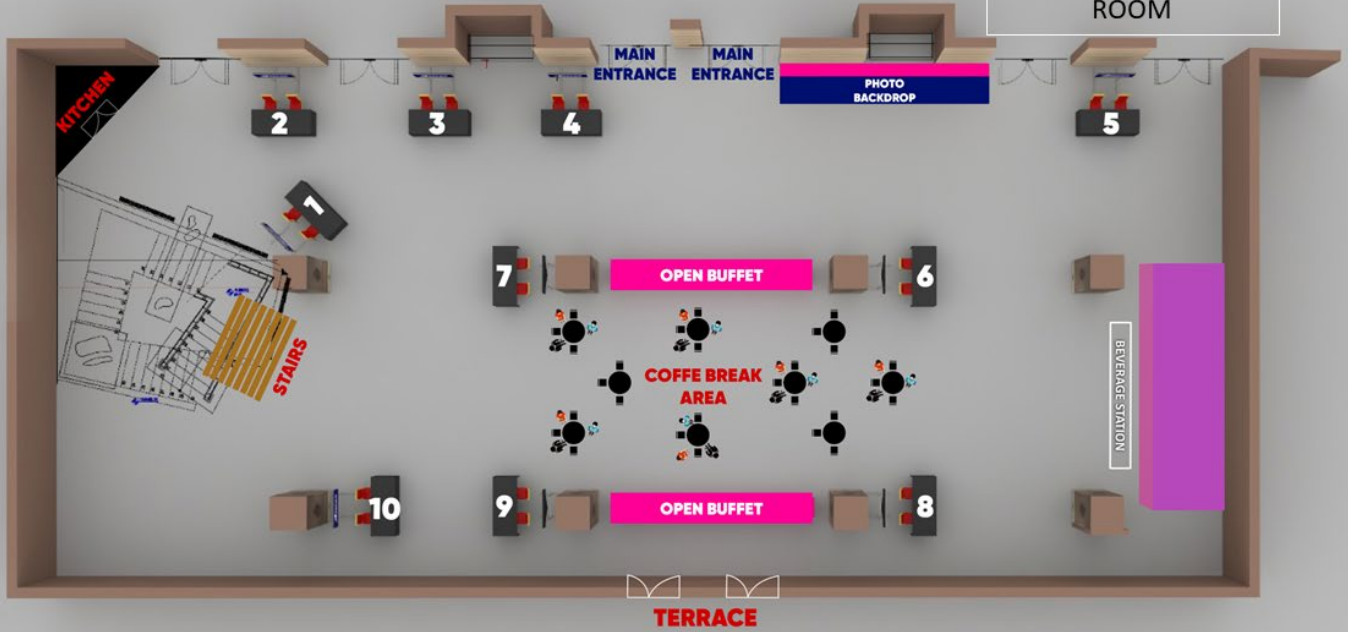 ROOM
MAIN
ENTRANCE
MAIN
ENTRANCE
PHOTO
BACKDROP
KITCHEN
2
3
4
5
1
7
OPEN BUFFET
6
STAIRS
COFFE BREAK
AREA
BEVERAGE STATION
10
9
OPEN BUFFET
8
TERRACE